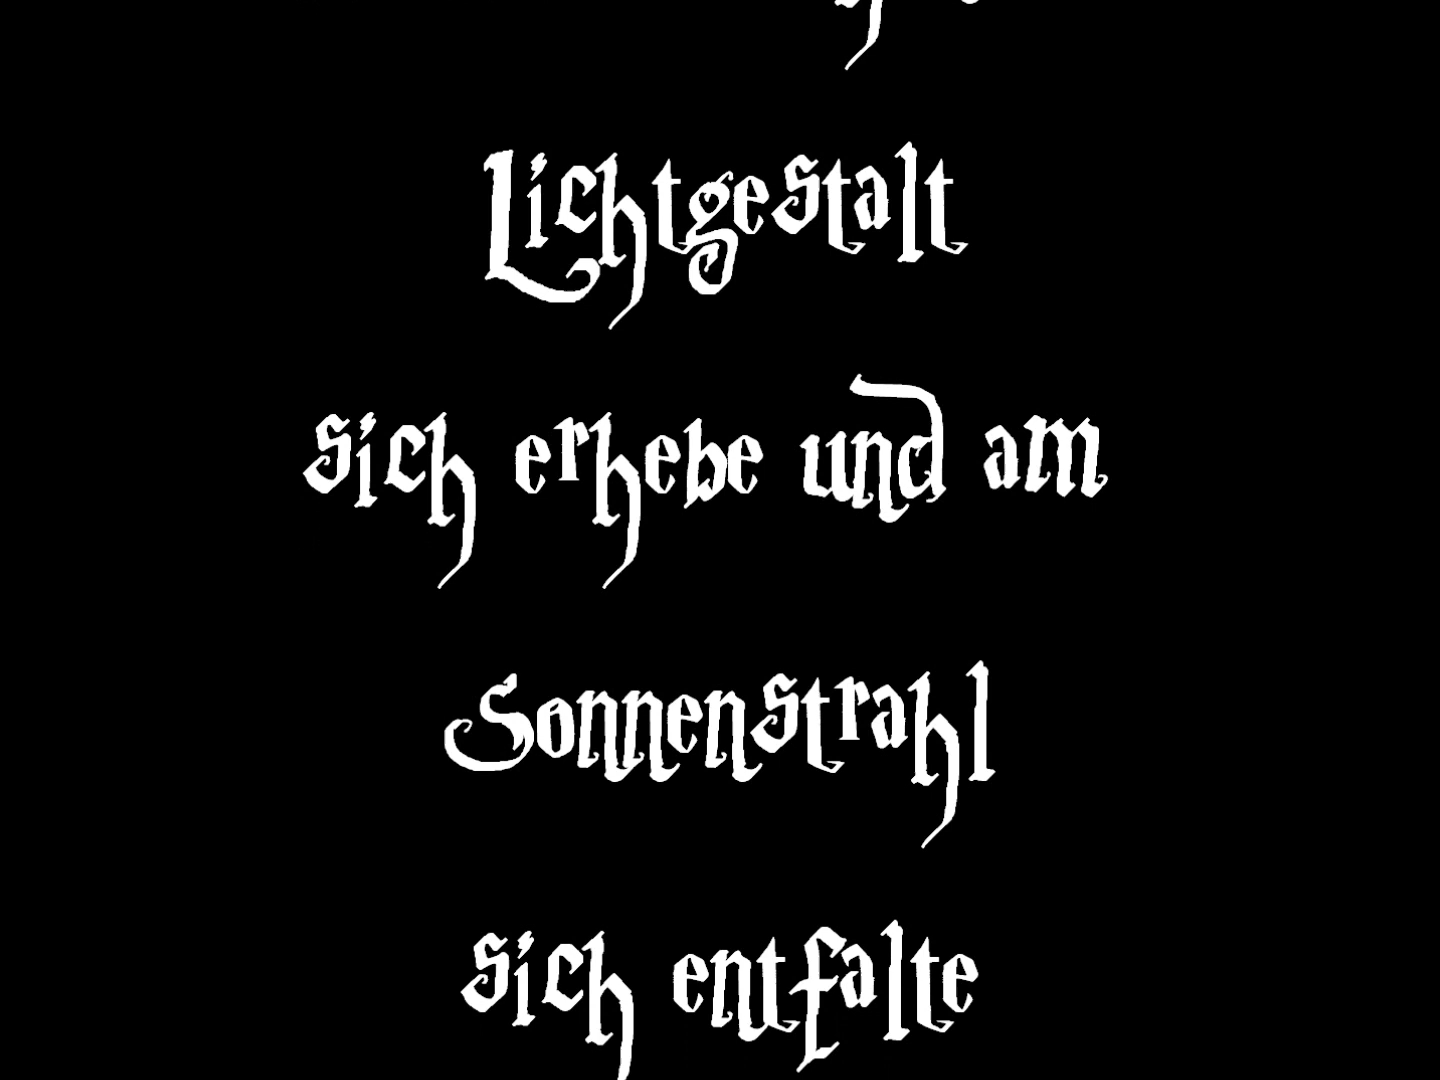 Lichtgestalt
sich erhebe und am
Sonnenstrahl
sich entfalte